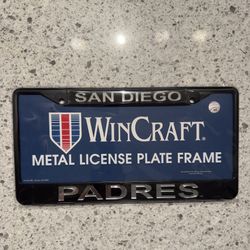 SAN DIEGO
WINCRAFT®
METAL LICENSE PLATE FRAME
PADRES